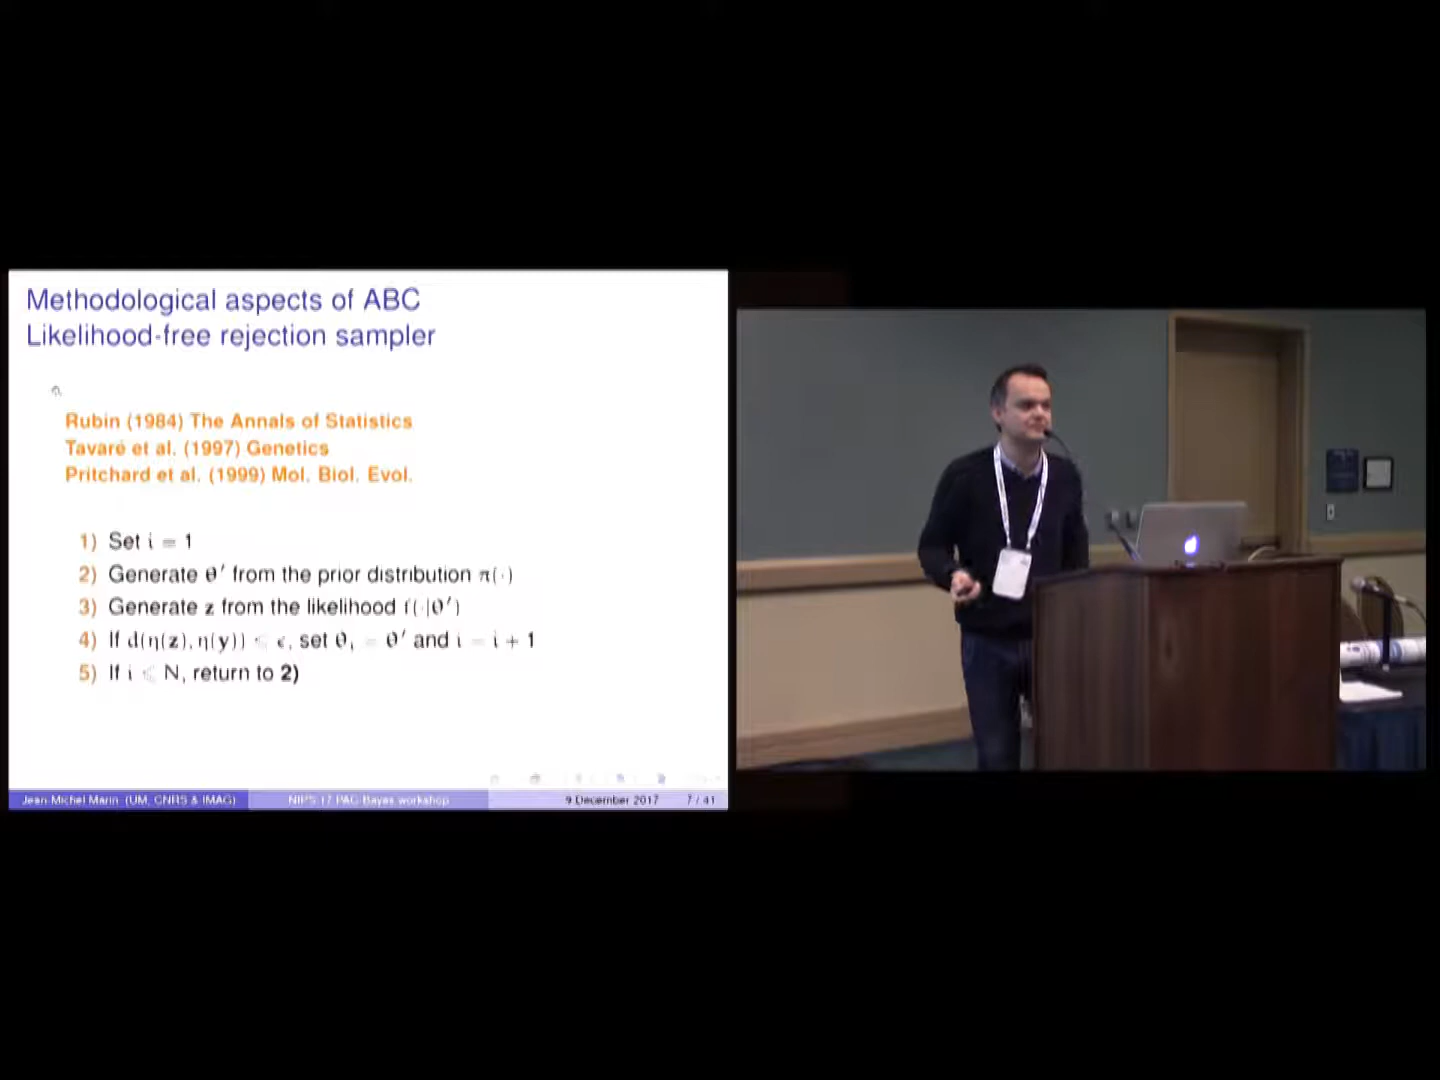 Methodological aspects of ABC
Likelihood-free rejection sampler
Rubin (1984) The Annals of Statistics
Tavaré et al. (1997) Genetics
Pritchard et al. (1999) Mol. Biol. Evol.
1) Set i = 1
2) Generate θ′ from the prior distribution π(·)
3) Generate z from the likelihood f(·|θ′)
4) If d(η(z), η(y)) ⩽ ϵ, set θᵢ = θ′ and i = i + 1
5) If i ⩽ N, return to 2)
Jean-Michel Marin (UM, CNRS & IMAG) NIPS 17 PAC-Bayes workshop 9 December 2017 7 / 41